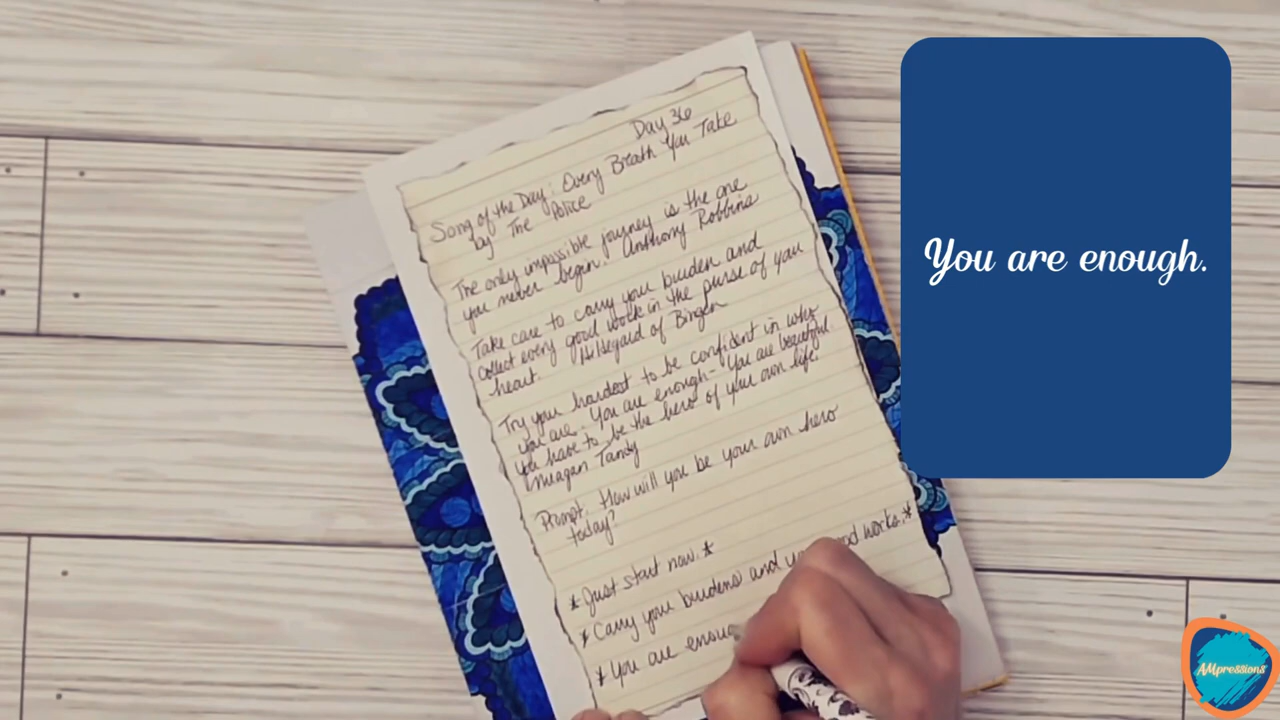 Day 36
Song of the Day: Every Breath You Take
by The Police
The only impossible journey is the one
you never begin. Anthony Robbins
Take care to carry your burden and
collect every good work in the purse of your
heart. Hildegard of Bingen
Try your hardest to be confident in why
you are. You are enough - You are beautiful.
you have to be the hero of your own life.
Meagan Tandy
Prompt: How will you be your own hero
today?
*Just start now.*
*Carry your burdens and good works.*
*You are enoug
You are enough.
AMpressions